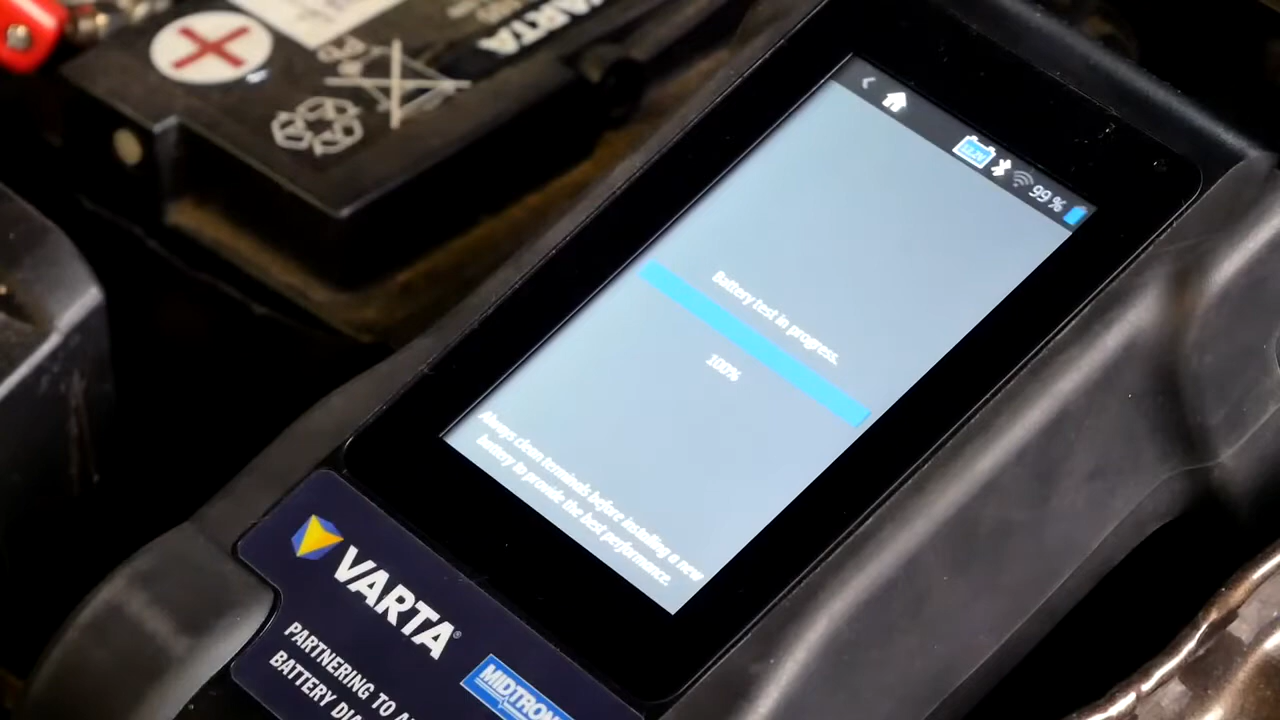 VARTA
99 %
Battery test in progress.
100%
Always clean terminals before installing a new
battery to provide the best performance.
VARTA®
PARTNERING TO
BATTERY
MIDTRON